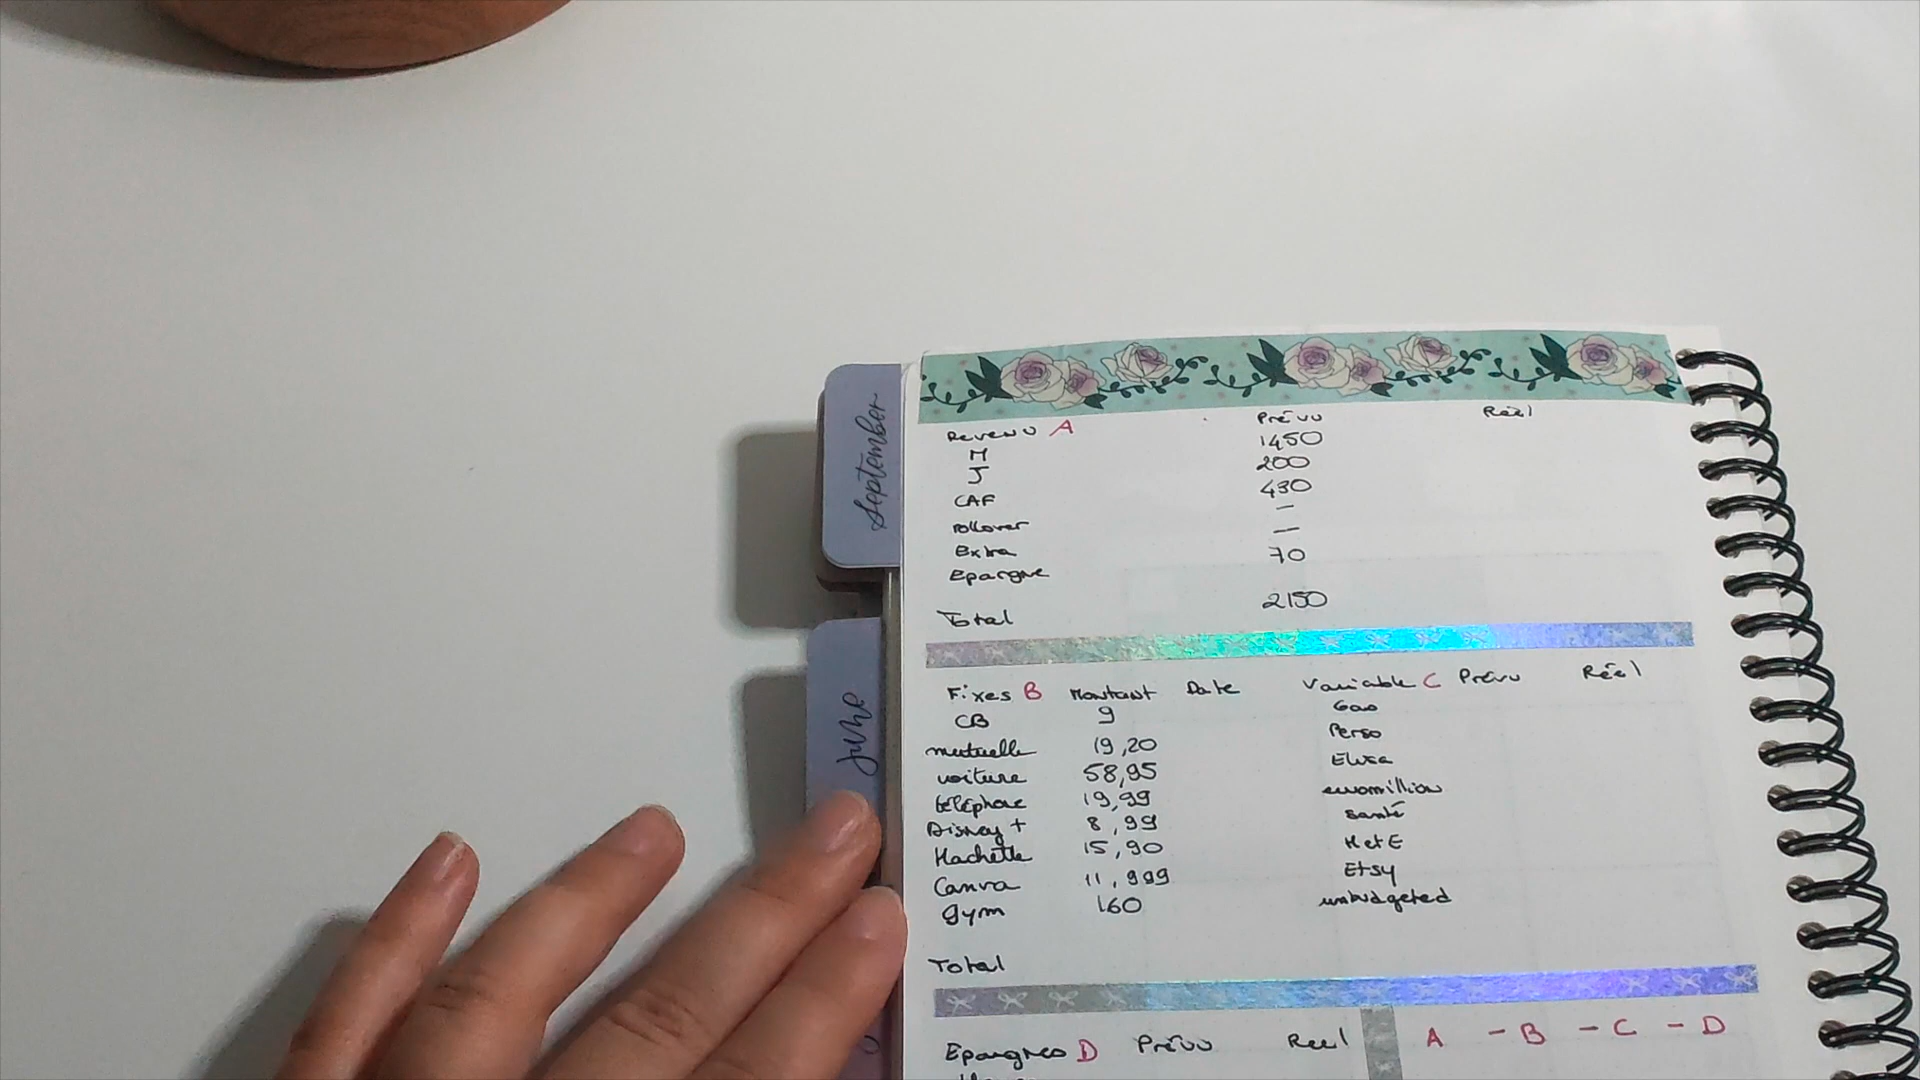 September
June
Revenu A Prévu Réel
M 1450
J 200
CAF 430
rollover –
Extra –
Epargne 70
Total 2150
Fixes B Montant Date Variable C Prévu Réel
CB 9 Gas
mutuelle 19,20 Perso
voiture 58,95 Elisa
téléphone 19,99 euromillion
Disney + 8,99 Santé
Hachette 15,90 M et E
Canva 11,999 Etsy
gym 160 unbudgeted
Total
Epargnes D Prévu Reel A - B - C - D